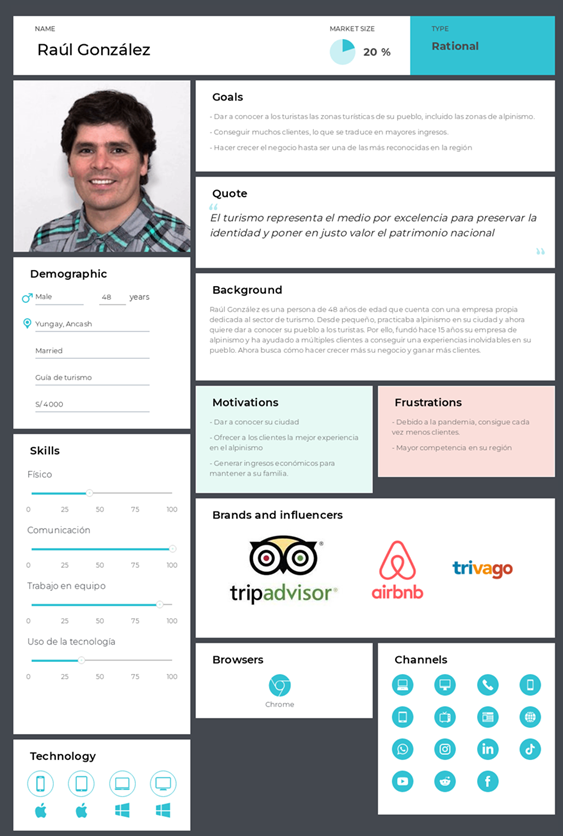 NAME
Raúl González
MARKET SIZE
20 %
TYPE
Rational
Goals
- Dar a conocer a los turistas las zonas turísticas de su pueblo, incluido las zonas de alpinismo.
- Conseguir muchos clientes, lo que se traduce en mayores ingresos.
- Hacer crecer el negocio hasta ser una de las más reconocidas en la región
Quote
“
El turismo representa el medio por excelencia para preservar la
identidad y poner en justo valor el patrimonio nacional
”
Demographic
Male
48 years
Yungay, Ancash
Married
Guía de turismo
S/ 4000
Background
Raúl González es una persona de 48 años de edad que cuenta con una empresa propia
dedicada al sector de turismo. Desde pequeño, practicaba alpinismo en su ciudad y ahora
quiere dar a conocer su pueblo a los turistas. Por ello, fundó hace 15 años su empresa de
alpinismo y ha ayudado a múltiples clientes a conseguir una experiencias inolvidables en su
pueblo. Ahora busca cómo hacer crecer más su negocio y ganar más clientes.
Motivations
- Dar a conocer su ciudad
- Ofrecer a los clientes la mejor experiencia
en el alpinismo
- Generar ingresos económicos para
mantener a su familia.
Frustrations
- Debido a la pandemia, consigue cada
vez menos clientes.
- Mayor competencia en su región
Skills
Físico
0 25 50 75 100
Comunicación
0 25 50 75 100
Trabajo en equipo
0 25 50 75 100
Uso de la tecnología
0 25 50 75 100
Brands and influencers
tripadvisor®
airbnb
trivago
Browsers
Chrome
Channels
Technology